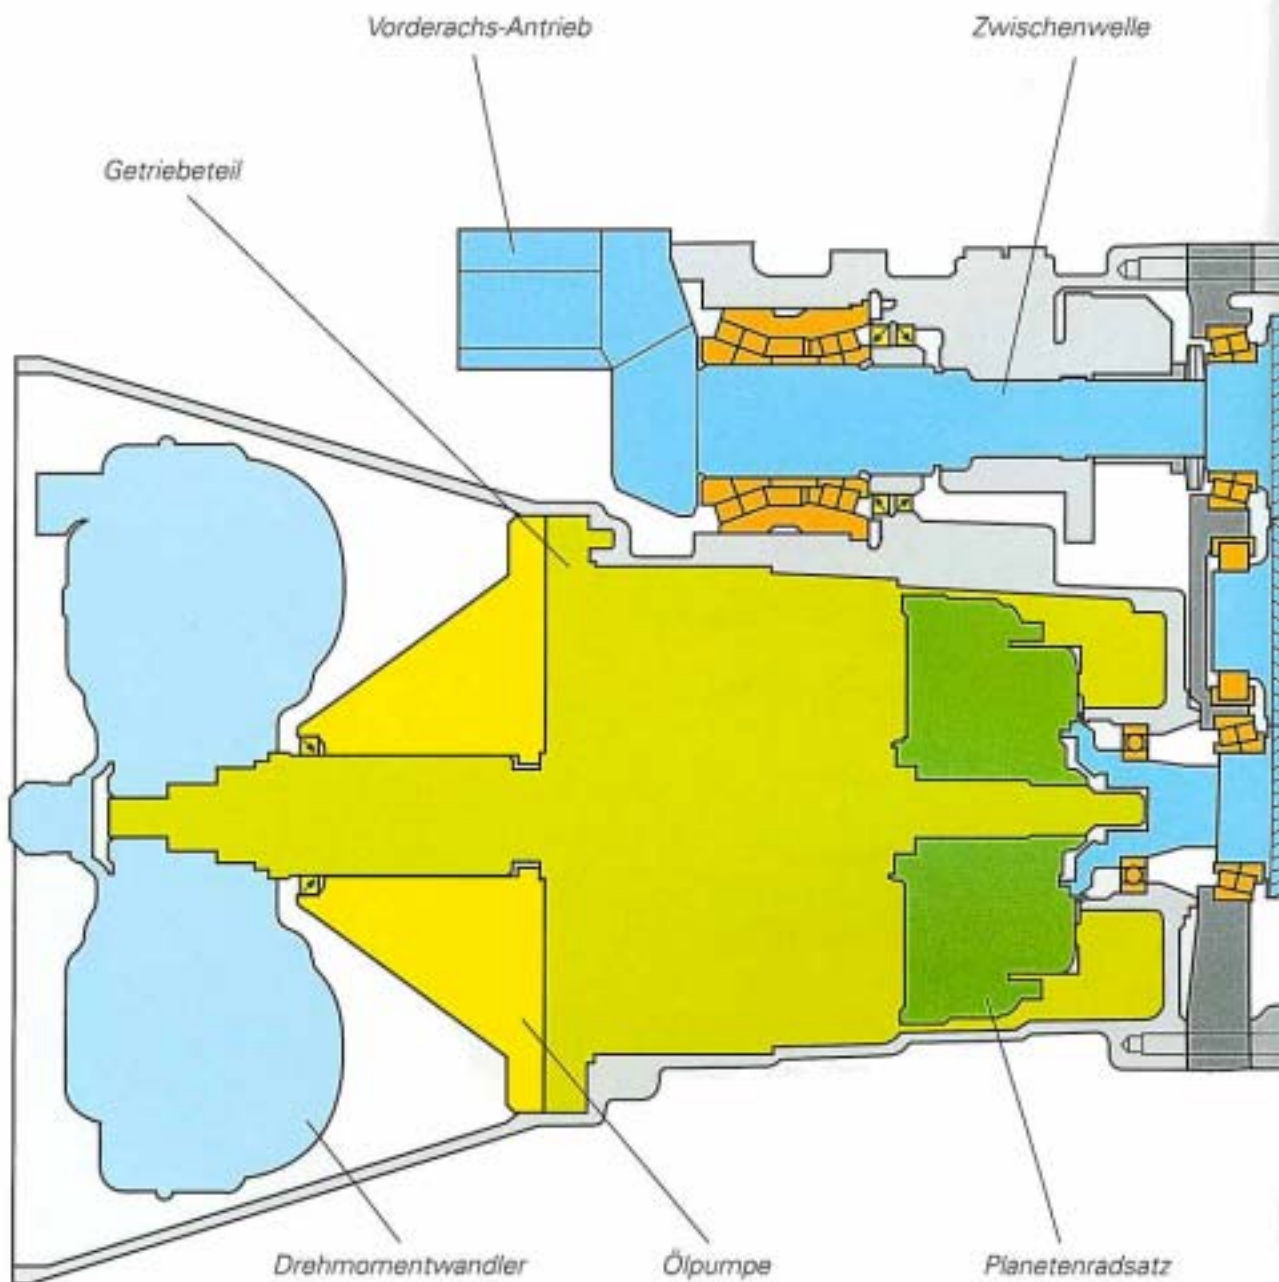 Vorderachs-Antrieb
Zwischenwelle
Getriebeteil
Drehmomentwandler
Ölpumpe
Planetenradsatz